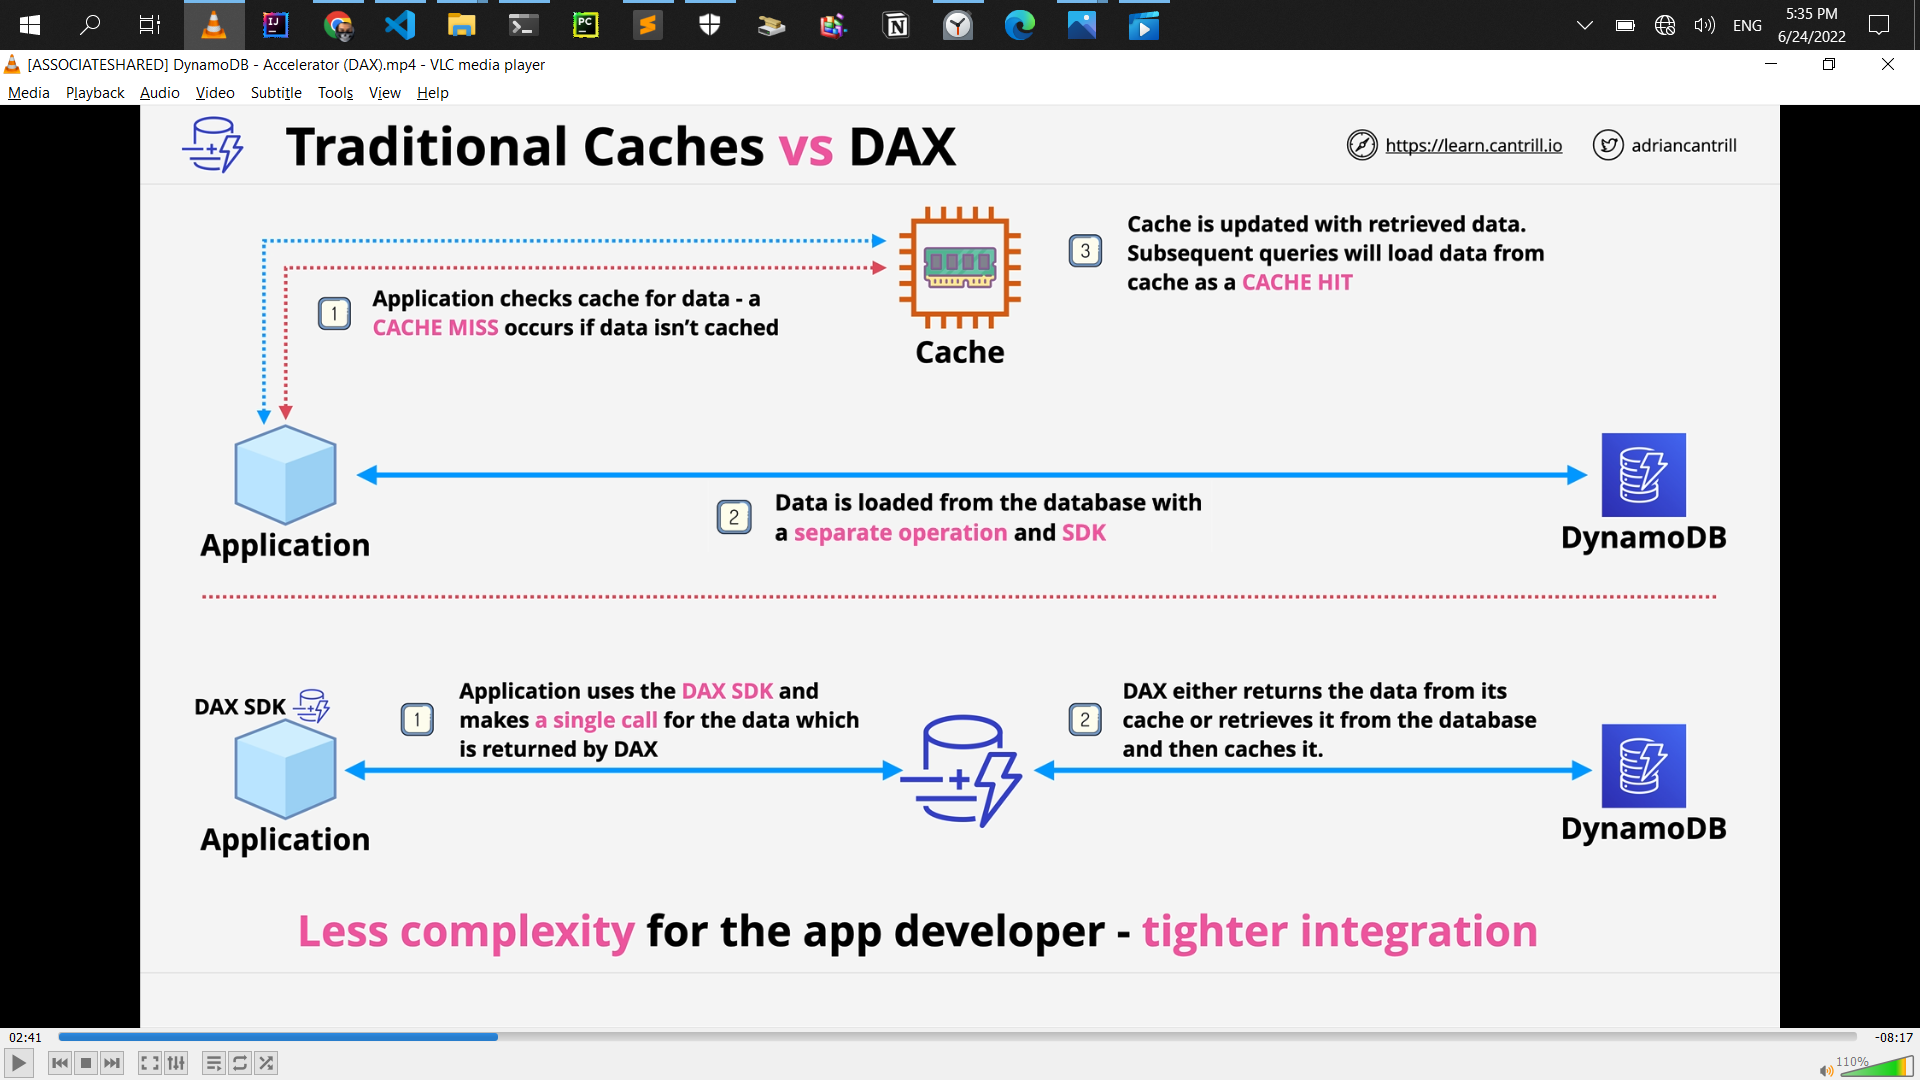 PC
ENG
5:35 PM
6/24/2022
[ASSOCIATESHARED] DynamoDB - Accelerator (DAX).mp4 - VLC media player
Media Playback Audio Video Subtitle Tools View Help
Traditional Caches vs DAX
https://learn.cantrill.io
adriancantrill
1
Application checks cache for data - a
CACHE MISS occurs if data isn't cached
Cache
3
Cache is updated with retrieved data.
Subsequent queries will load data from
cache as a CACHE HIT
Application
2
Data is loaded from the database with
a separate operation and SDK
DynamoDB
DAX SDK
Application
1
Application uses the DAX SDK and
makes a single call for the data which
is returned by DAX
2
DAX either returns the data from its
cache or retrieves it from the database
and then caches it.
DynamoDB
Less complexity for the app developer - tighter integration
02:41
-08:17
110%